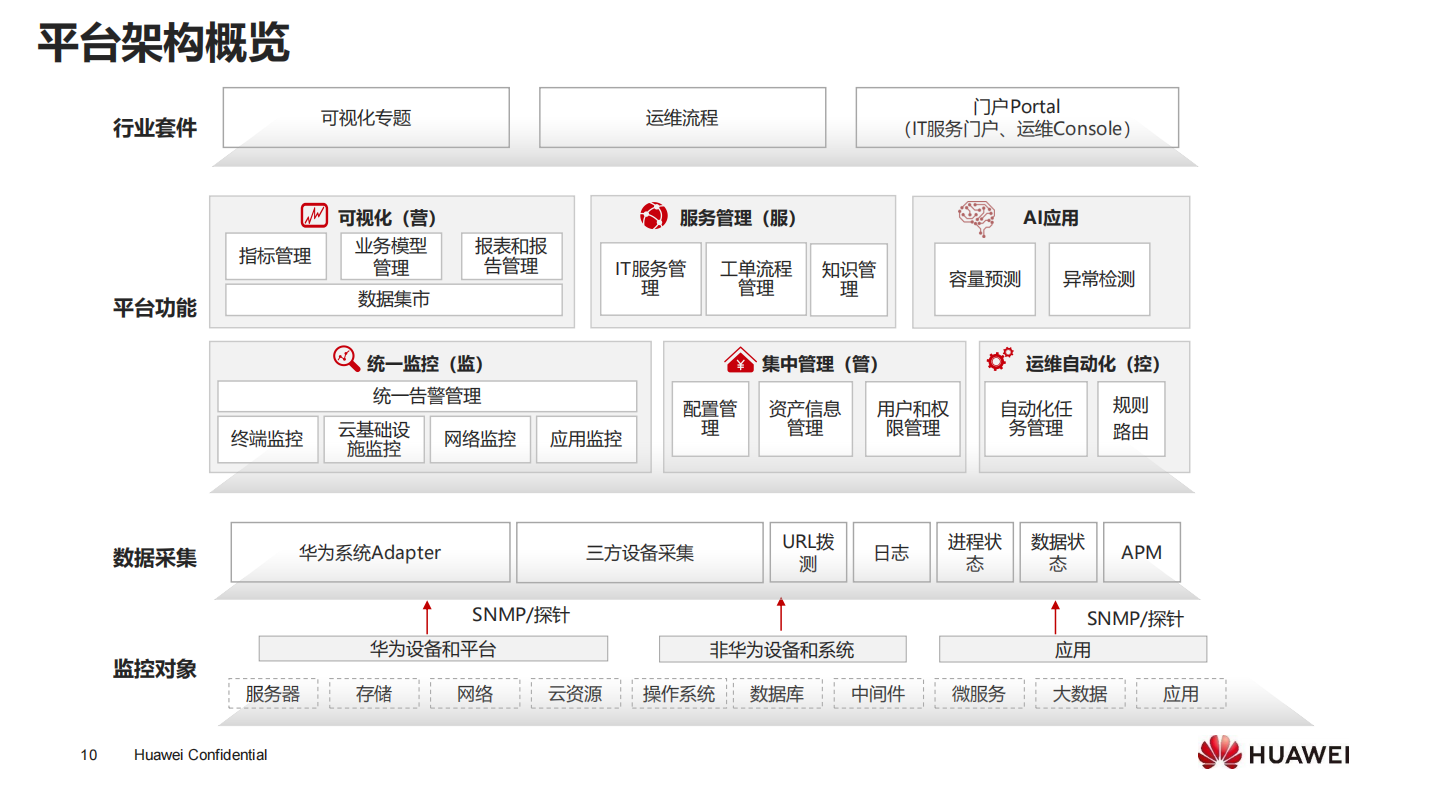 平台架构概览
行业套件
可视化专题
运维流程
门户Portal
（IT服务门户、运维Console）
平台功能
可视化（营）
指标管理
业务模型
管理
报表和报
告管理
数据集市
服务管理（服）
IT服务管
理
工单流程
管理
知识管
理
AI应用
容量预测
异常检测
统一监控（监）
统一告警管理
终端监控
云基础设
施监控
网络监控
应用监控
集中管理（管）
配置管
理
资产信息
管理
用户和权
限管理
运维自动化（控）
自动化任
务管理
规则
路由
数据采集
华为系统Adapter
三方设备采集
URL拨
测
日志
进程状
态
数据状
态
APM
SNMP/探针
SNMP/探针
监控对象
华为设备和平台
非华为设备和系统
应用
服务器
存储
网络
云资源
操作系统
数据库
中间件
微服务
大数据
应用
10
Huawei Confidential
HUAWEI